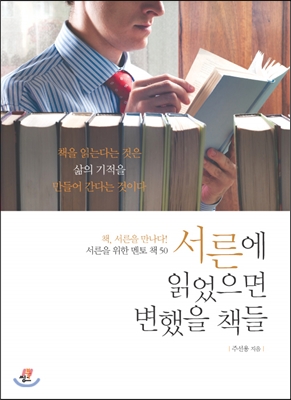 책을 읽는다는 것은
삶의 기적을
만들어 간다는 것이다
책, 서른을 만나다!
서른을 위한 멘토 책 50
서른에
읽었으면
변했을 책들
| 주선용 지음 |